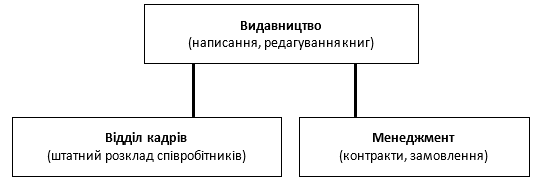 Видавництво
(написання, редагування книг)
Відділ кадрів
(штатний розклад співробітників)
Менеджмент
(контракти, замовлення)